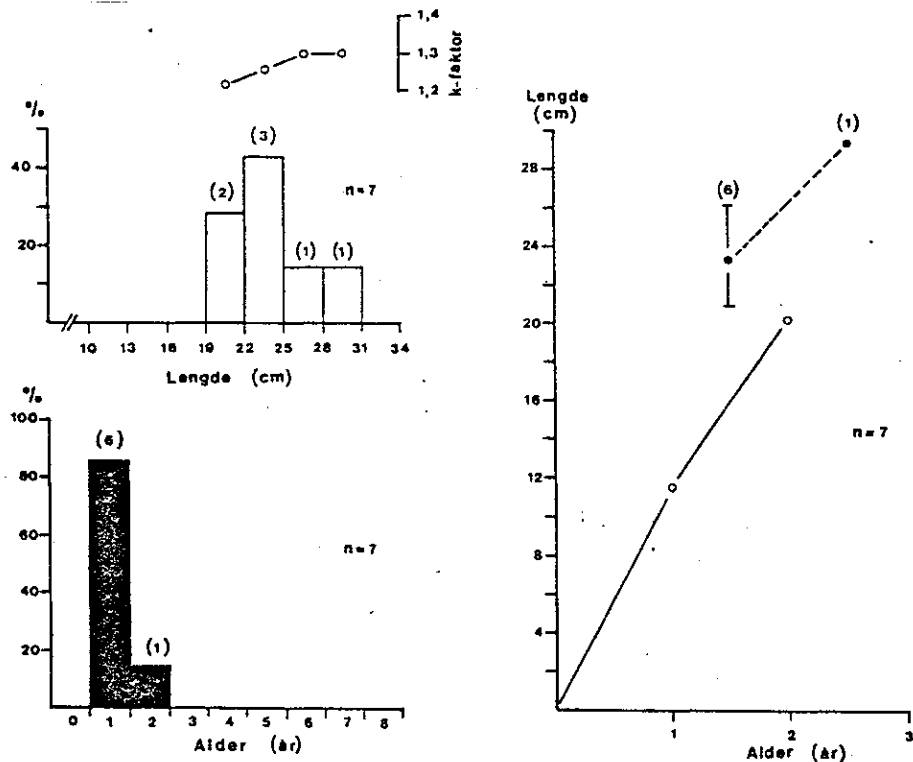 1,4
1,3
1,2
k-faktor
%
40
20
(2)
(3)
(1)
(1)
n=7
10 13 16 19 22 25 28 31 34
Lengde (cm)
%
100
80
60
40
20
(6)
(1)
n=7
0 1 2 3 4 5 6 7 8
Alder (år)
Lengde
(cm)
28
24
20
16
12
8
4
(6)
(1)
n=7
1 2 3
Alder (år)